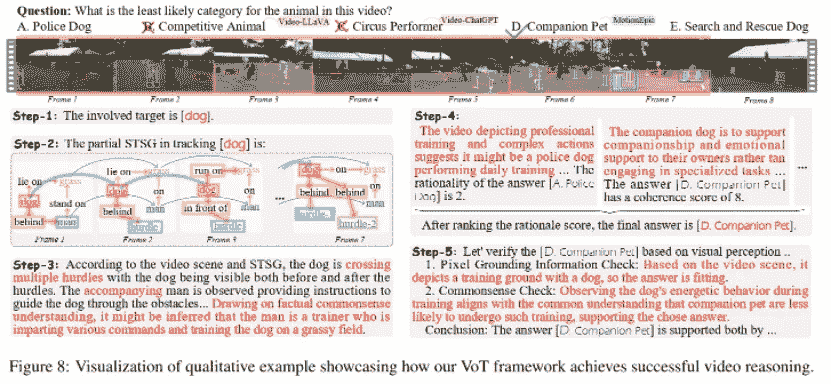 Question: What is the least likely category for the animal in this video?
A. Police Dog B. Competitive Animal Video-LLaVA C. Circus Performer Video-ChatGPT D. Companion Pet MotionEpic E. Search and Rescue Dog
Frame 1 Frame 2 Frame 3 Frame 4 Frame 5 Frame 6 Frame 7 Frame 8
Step-1: The involved target is [dog].
Step-2: The partial STSG in tracking [dog] is:
lie on grass dog stand on behind man
Frame 1
lie on grass dog on behind man hurdle
Frame 2
run on grass dog on in front of man
Frame 3
...
dog on grass behind behind on man hurdle hurdle-2
Frame 7
Step-3: According to the video scene and STSG, the dog is crossing
multiple hurdles with the dog being visible both before and after the
hurdles. The accompanying man is observed providing instructions to
guide the dog through the obstacles... Drawing on factual commonsense
understanding, it might be inferred that the man is a trainer who is
imparting various commands and training the dog on a grassy field.
Step-4:
The video depicting professional
training and complex actions
suggests it might be a police dog
performing daily training ... The
rationality of the answer [A. Police
Dog] is 2.
The companion dog is to support
companionship and emotional
support to their owners rather tan
engaging in specialized tasks ...
The answer [D. Companion Pet]
has a coherence score of 8.
...
After ranking the rationale score, the final answer is [D. Companion Pet].
Step-5: Let' verify the [D. Companion Pet] based on visual perception ..
1. Pixel Grounding Information Check: Based on the video scene, it
depicts a training ground with a dog, so the answer is fitting.
2. Commonsense Check: Observing the dog's energetic behavior during
training aligns with the common understanding that companion pet are less
likely to undergo such training, supporting the chose answer.
Conclusion: The answer [D. Companion Pet] is supported both by ...
Figure 8: Visualization of qualitative example showcasing how our VoT framework achieves successful video reasoning.